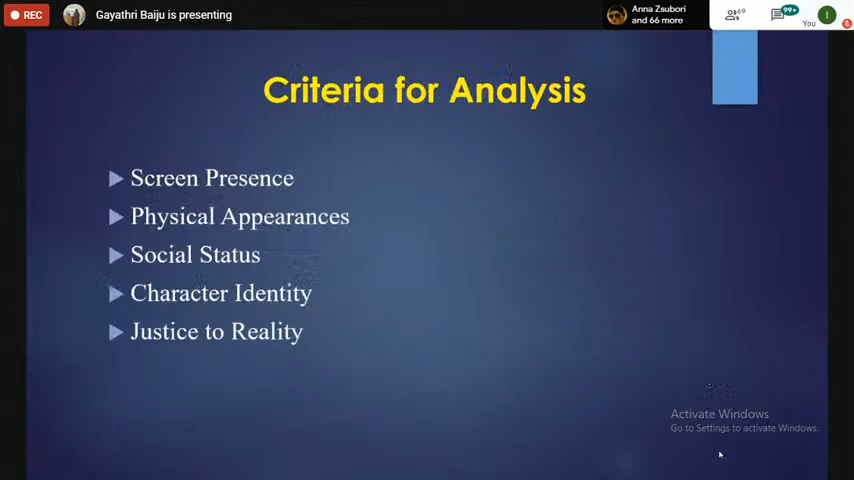 REC
Gayathri Baiju is presenting
Anna Zsubori
and 66 more
69
99+
You
I
Criteria for Analysis
Screen Presence
Physical Appearances
Social Status
Character Identity
Justice to Reality
Activate Windows
Go to Settings to activate Windows.